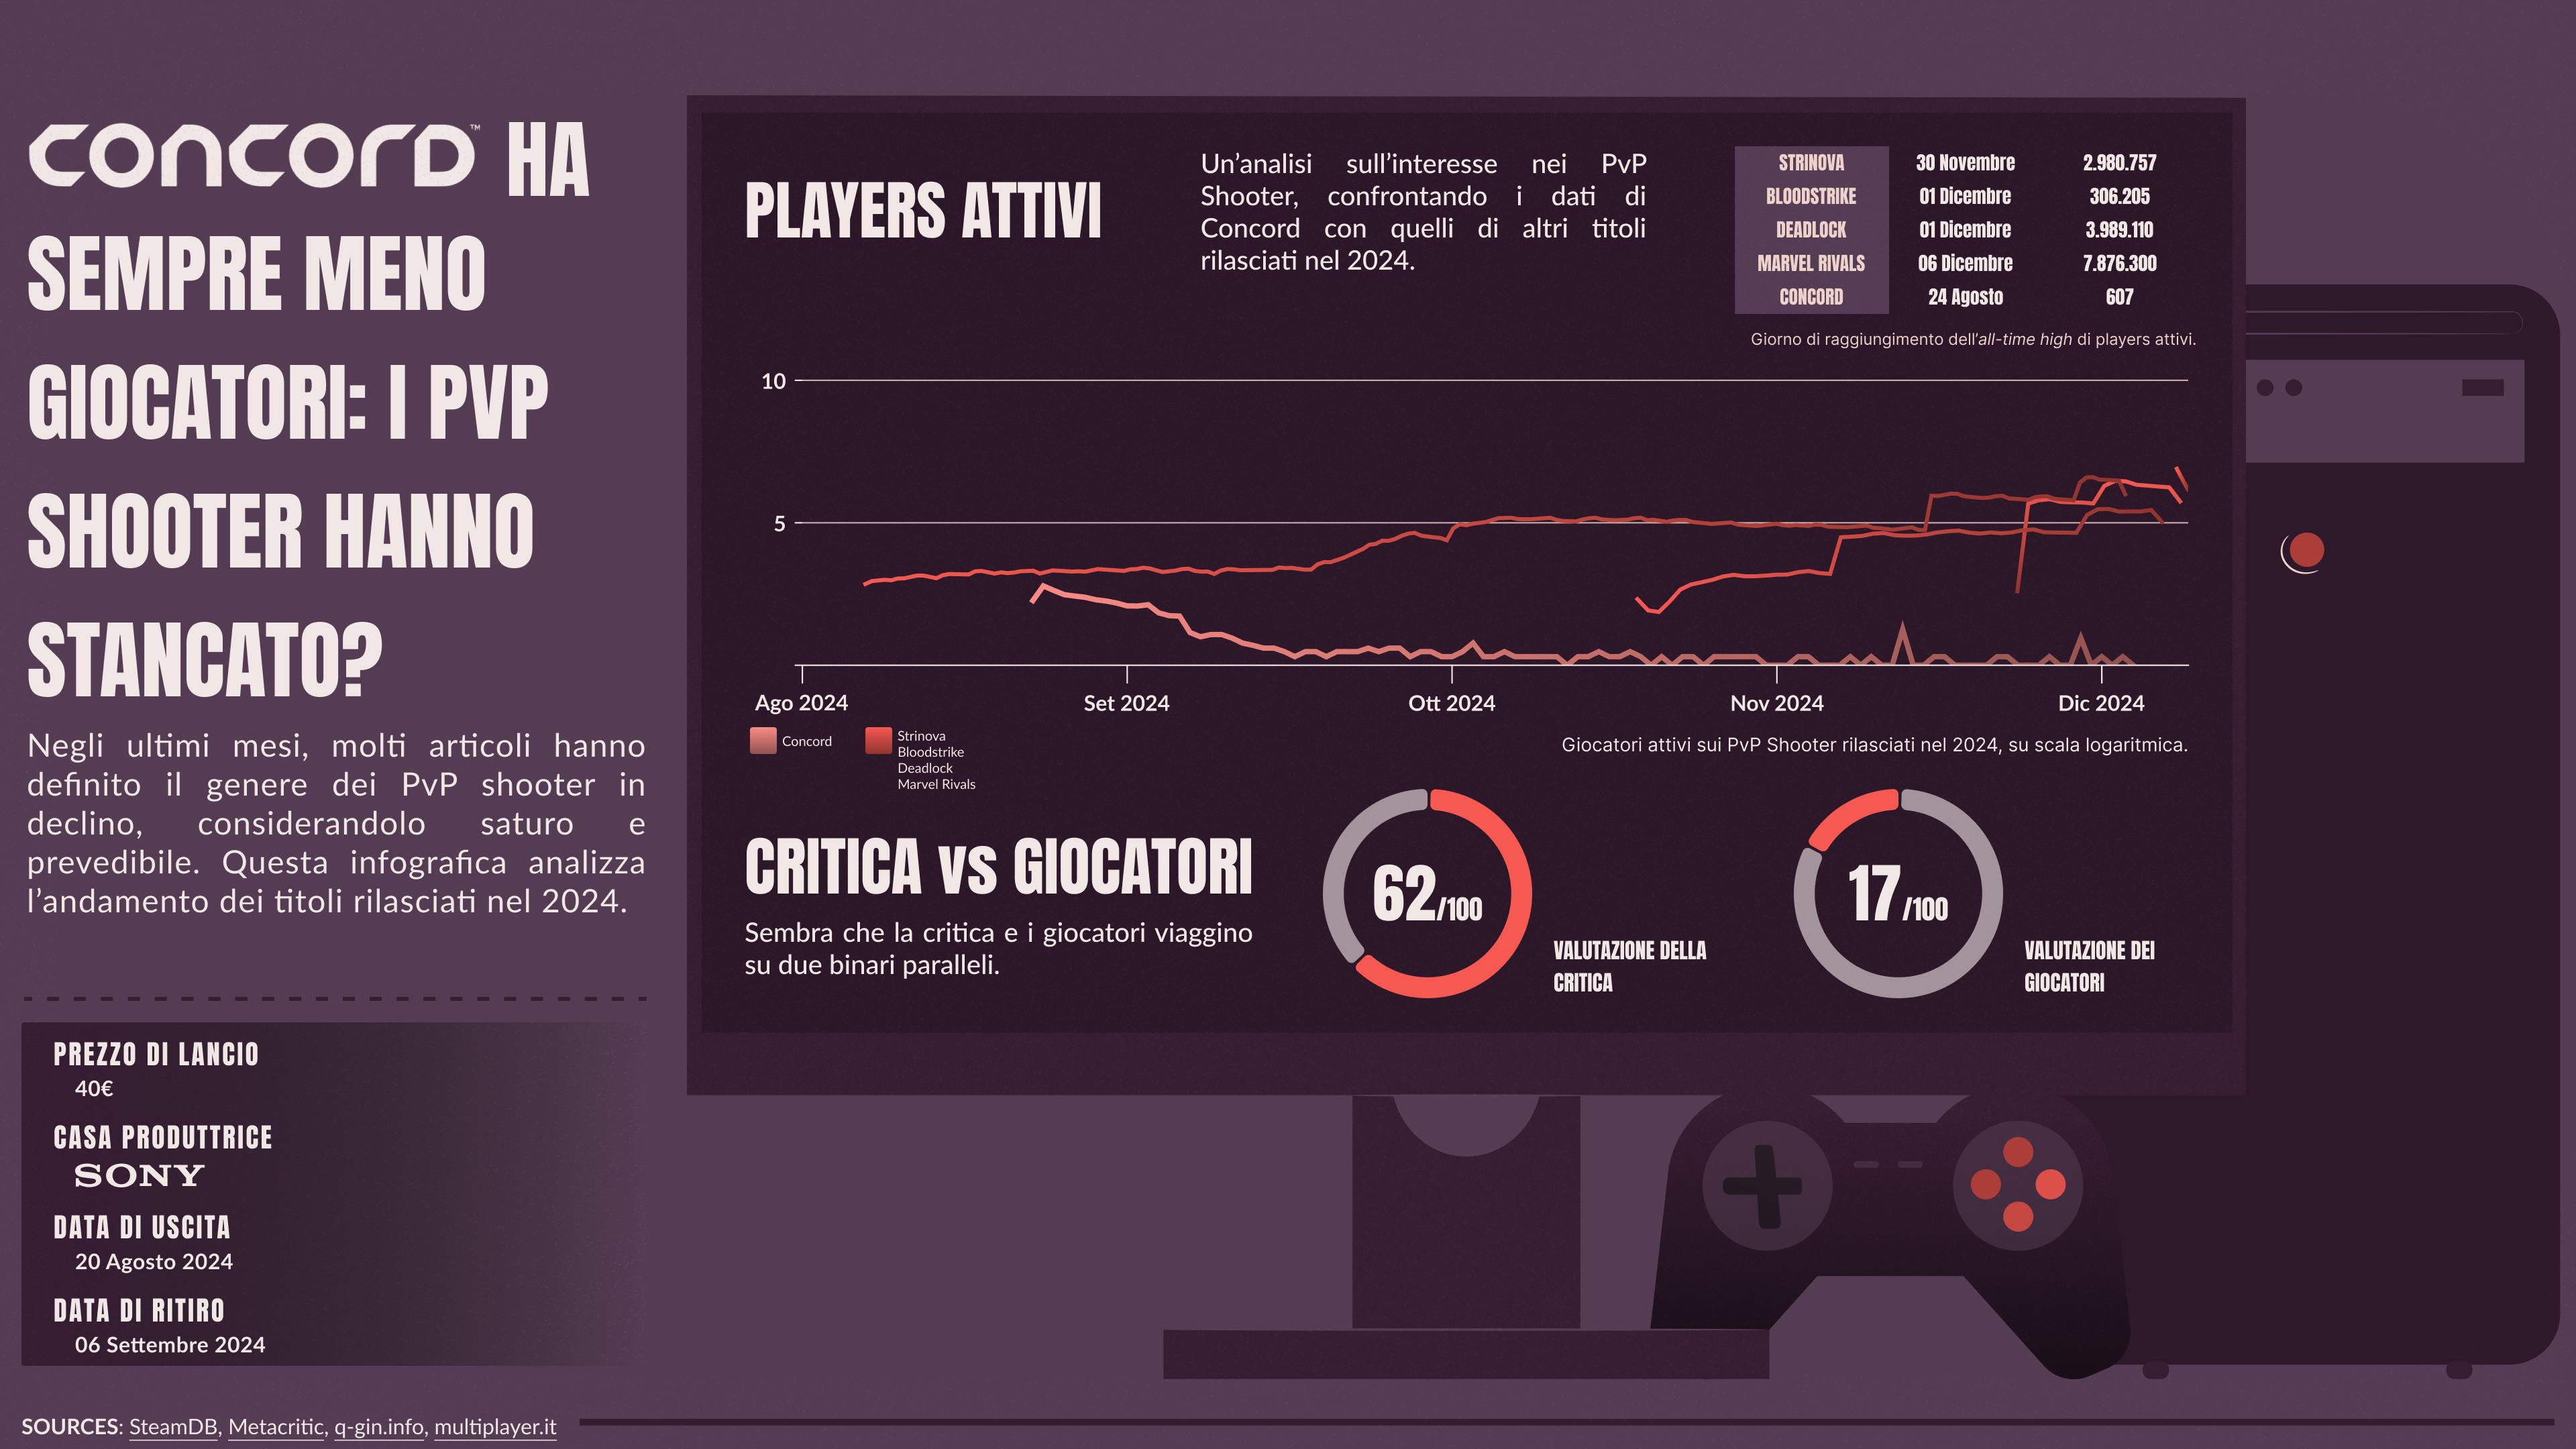 CONCORD™ HA
SEMPRE MENO
GIOCATORI: I PVP
SHOOTER HANNO
STANCATO?
Negli ultimi mesi, molti articoli hanno
definito il genere dei PvP shooter in
declino, considerandolo saturo e
prevedibile. Questa infografica analizza
l'andamento dei titoli rilasciati nel 2024.
PREZZO DI LANCIO
40€
CASA PRODUTTRICE
SONY
DATA DI USCITA
20 Agosto 2024
DATA DI RITIRO
06 Settembre 2024
PLAYERS ATTIVI
Un'analisi sull'interesse nei PvP
Shooter, confrontando i dati di
Concord con quelli di altri titoli
rilasciati nel 2024.
STRINOVA 30 Novembre 2.980.757
BLOODSTRIKE 01 Dicembre 306.205
DEADLOCK 01 Dicembre 3.989.110
MARVEL RIVALS 06 Dicembre 7.876.300
CONCORD 24 Agosto 607
Giorno di raggiungimento dell'all-time high di players attivi.
10
5
Ago 2024 Set 2024 Ott 2024 Nov 2024 Dic 2024
Concord
Strinova
Bloodstrike
Deadlock
Marvel Rivals
Giocatori attivi sui PvP Shooter rilasciati nel 2024, su scala logaritmica.
CRITICA vs GIOCATORI
Sembra che la critica e i giocatori viaggino
su due binari paralleli.
62/100
VALUTAZIONE DELLA
CRITICA
17/100
VALUTAZIONE DEI
GIOCATORI
SOURCES: SteamDB, Metacritic, q-gin.info, multiplayer.it